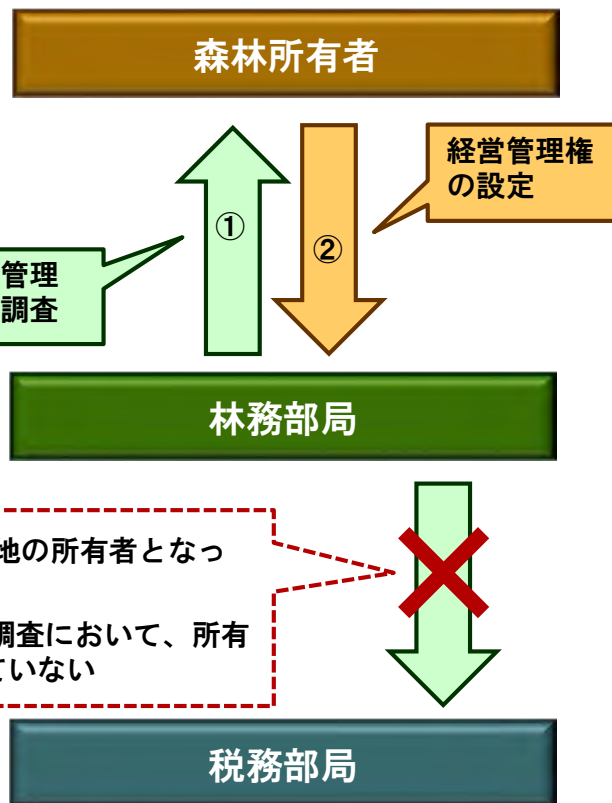 森林所有者
経営管理権
の設定
①
②
管理
調査
林務部局
地の所有者となっ
調査において、所有
ていない
税務部局